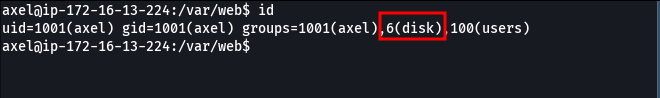 axel@ip-172-16-13-224:/var/web$ id
uid=1001(axel) gid=1001(axel) groups=1001(axel),6(disk),100(users)
axel@ip-172-16-13-224:/var/web$